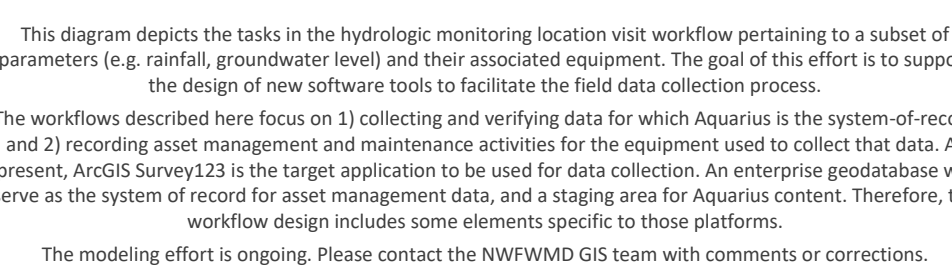 This diagram depicts the tasks in the hydrologic monitoring location visit workflow pertaining to a subset of
parameters (e.g. rainfall, groundwater level) and their associated equipment. The goal of this effort is to suppo
the design of new software tools to facilitate the field data collection process.
The workflows described here focus on 1) collecting and verifying data for which Aquarius is the system-of-reco
and 2) recording asset management and maintenance activities for the equipment used to collect that data. A
present, ArcGIS Survey123 is the target application to be used for data collection. An enterprise geodatabase w
serve as the system of record for asset management data, and a staging area for Aquarius content. Therefore, t
workflow design includes some elements specific to those platforms.
The modeling effort is ongoing. Please contact the NWFWMD GIS team with comments or corrections.